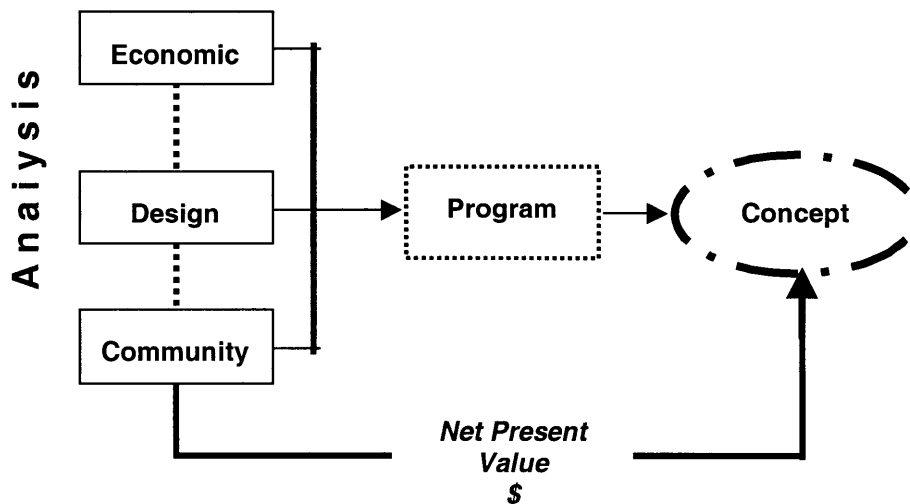 Analysis
Economic
Design
Community
Program
Concept
Net Present
Value
$